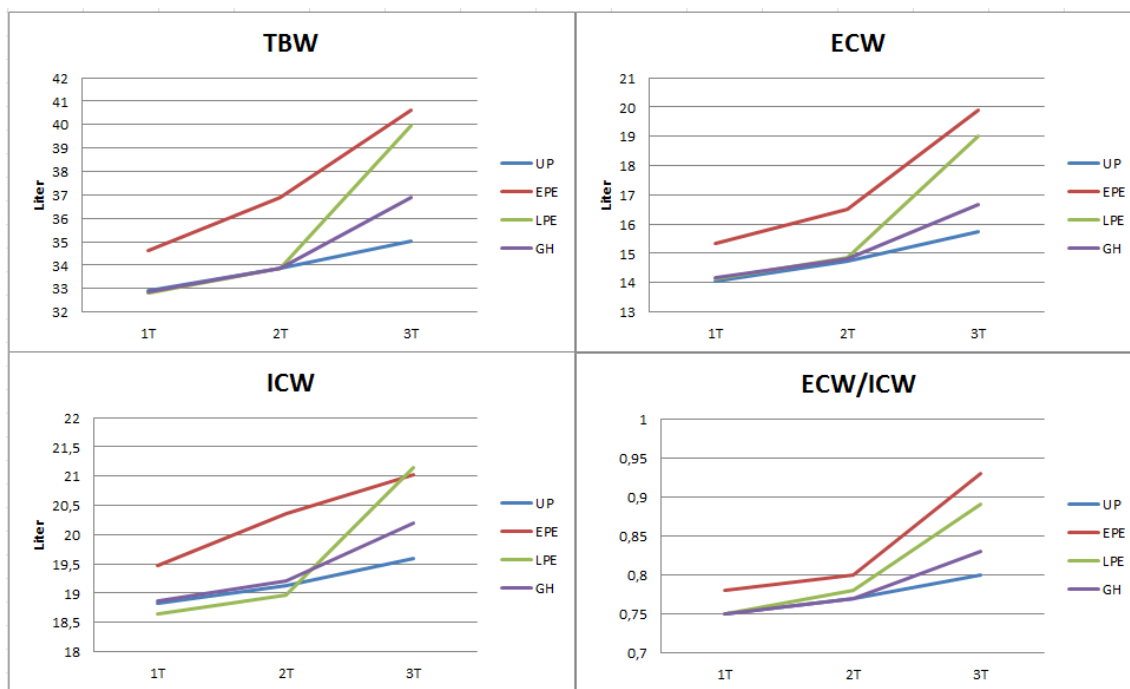 TBW
42
41
40
39
38
37
36
35
34
33
32
Liter
1T 2T 3T
UP
EPE
LPE
GH
ECW
21
20
19
18
17
16
15
14
13
Liter
1T 2T 3T
UP
EPE
LPE
GH
ICW
22
21,5
21
20,5
20
19,5
19
18,5
18
Liter
1T 2T 3T
UP
EPE
LPE
GH
ECW/ICW
1
0,95
0,9
0,85
0,8
0,75
0,7
1T 2T 3T
UP
EPE
LPE
GH